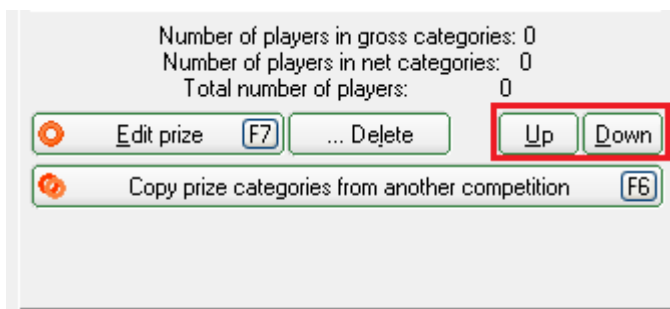 Number of players in gross categories: 0
Number of players in net categories: 0
Total number of players: 0
Edit prize F7 ... Delete Up Down
Copy prize categories from another competition F6